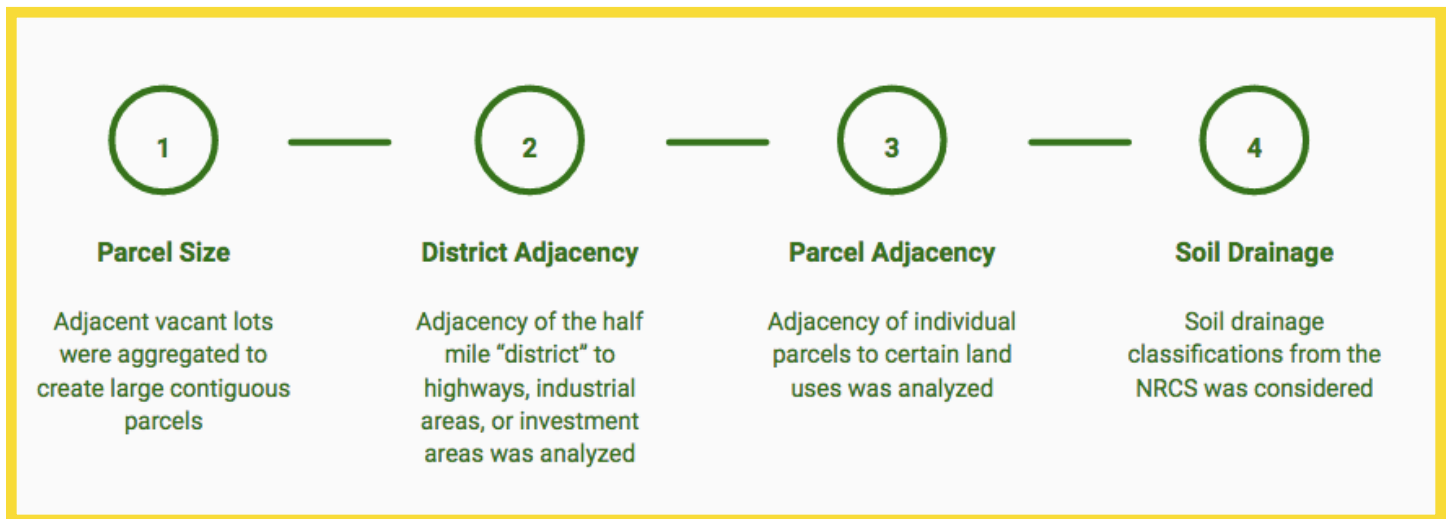 1
Parcel Size
Adjacent vacant lots
were aggregated to
create large contiguous
parcels
2
District Adjacency
Adjacency of the half
mile “district” to
highways, industrial
areas, or investment
areas was analyzed
3
Parcel Adjacency
Adjacency of individual
parcels to certain land
uses was analyzed
4
Soil Drainage
Soil drainage
classifications from the
NRCS was considered